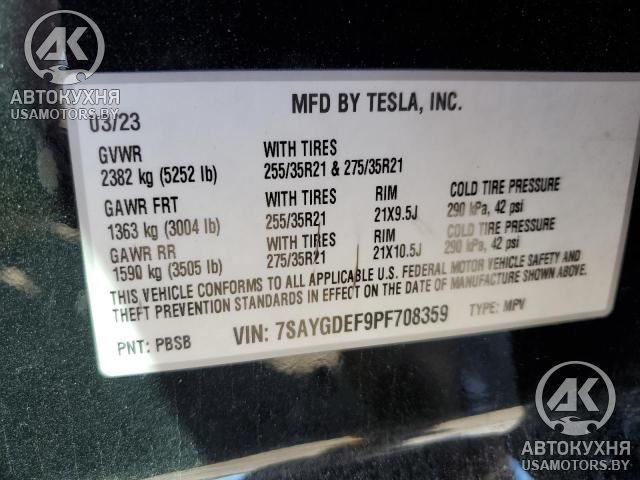 AK
АВТОКУХНЯ
USAMOTORS.BY
MFD BY TESLA, INC.
03/23
GVWR WITH TIRES
2382 kg (5252 lb) 255/35R21 & 275/35R21
GAWR FRT WITH TIRES RIM COLD TIRE PRESSURE
1363 kg (3004 lb) 255/35R21 21X9.5J 290 kPa, 42 psi
GAWR RR WITH TIRES RIM COLD TIRE PRESSURE
1590 kg (3505 lb) 275/35R21 21X10.5J 290 kPa, 42 psi
THIS VEHICLE CONFORMS TO ALL APPLICABLE U.S. FEDERAL MOTOR VEHICLE SAFETY AND
THEFT PREVENTION STANDARDS IN EFFECT ON THE DATE OF MANUFACTURE SHOWN ABOVE.
PNT: PBSB VIN: 7SAYGDEF9PF708359 TYPE: MPV
AK
АВТОКУХНЯ
USAMOTORS.BY